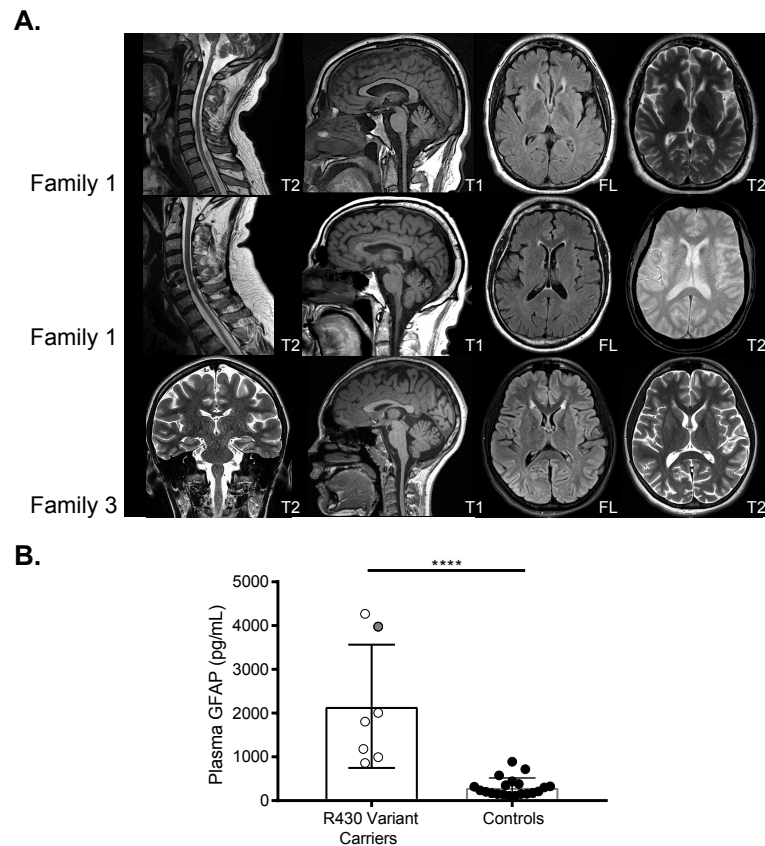 A.
Family 1
T2
T1
FL
T2
Family 1
T2
T1
FL
T2
Family 3
T2
T1
FL
T2
B.
****
Plasma GFAP (pg/mL)
5000
4000
3000
2000
1000
0
R430 Variant
Carriers
Controls